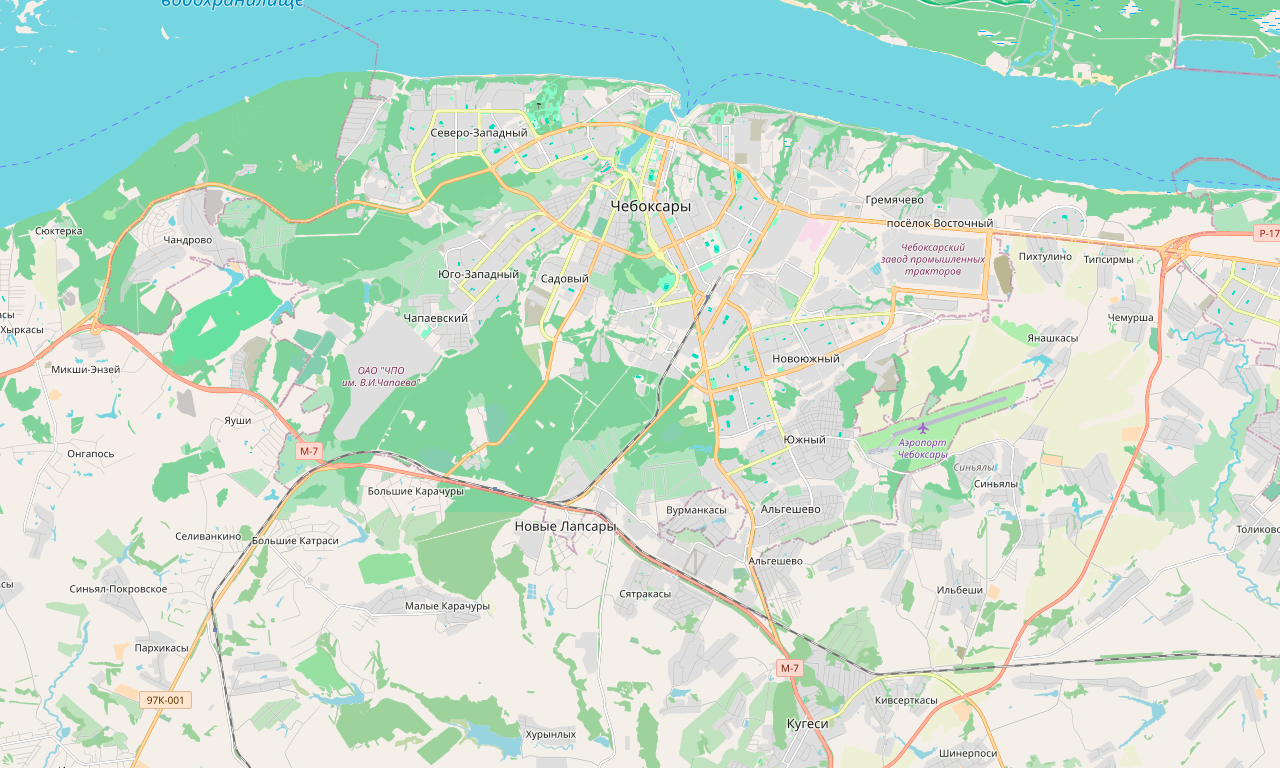 водохранилище
Северо-Западный
Чебоксары
Гремячево
посёлок Восточный
Сюктерка
Чандрово
Чебоксарский
завод промышленных
тракторов
Р-17
Пихтулино
Типсирмы
Юго-Западный
Садовый
Чапаевский
Хыркасы
Чемурша
Янашкасы
Микши-Энзей
ОАО "ЧПО
им. В.И.Чапаева"
Новоюжный
Яуши
М-7
Онгапось
Южный
Аэропорт
Чебоксары
Синьялы
Синьялы
Большие Карачуры
Вурманкасы
Альгешево
Новые Лапсары
Толиково
Селиванкино
Большие Катраси
Альгешево
Синьял-Покровское
Сятракасы
Ильбеши
Малые Карачуры
Пархикасы
М-7
97К-001
Кивсерткасы
Кугеси
Хурынлых
Шинерпоси